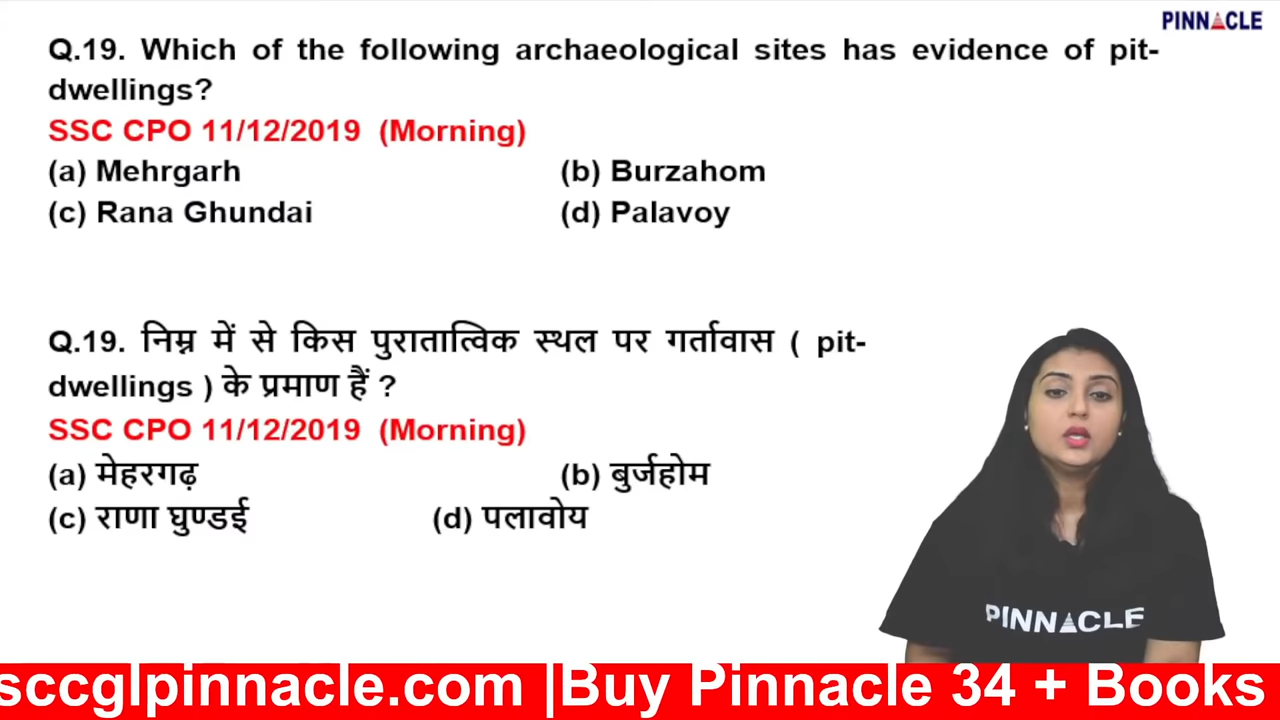 PINNACLE
Q.19. Which of the following archaeological sites has evidence of pit-
dwellings?
SSC CPO 11/12/2019 (Morning)
(a) Mehrgarh (b) Burzahom
(c) Rana Ghundai (d) Palavoy
Q.19. निम्न में से किस पुरातात्विक स्थल पर गर्तावास ( pit-
dwellings ) के प्रमाण हैं ?
SSC CPO 11/12/2019 (Morning)
(a) मेहरगढ़ (b) बुर्जहोम
(c) राणा घुण्डई (d) पलावोय
PINNACLE
sccglpinnacle.com |Buy Pinnacle 34 + Books